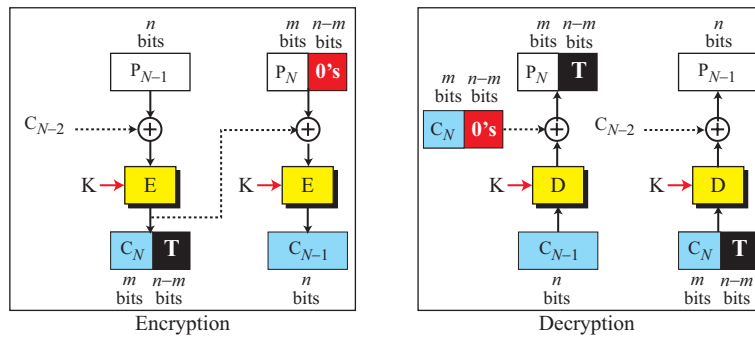 n
bits
m
bits
n–m
bits
P_{N–1}
P_N
0's
C_{N–2}
+
+
K
E
K
E
C_N
T
C_{N–1}
m
bits
n–m
bits
n
bits
Encryption
m
bits
n–m
bits
n
bits
P_N
T
P_{N–1}
m
bits
n–m
bits
C_N
0's
+
C_{N–2}
+
K
D
K
D
C_{N–1}
C_N
T
n
bits
m
bits
n–m
bits
Decryption